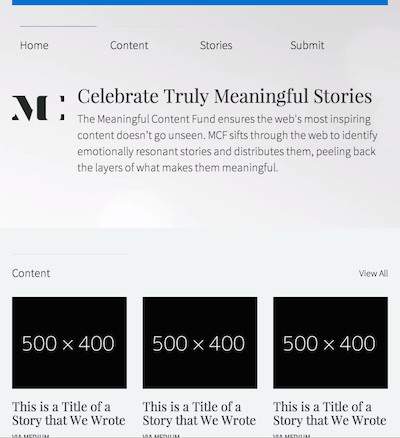 Home Content Stories Submit
MC
Celebrate Truly Meaningful Stories
The Meaningful Content Fund ensures the web's most inspiring
content doesn't go unseen. MCF sifts through the web to identify
emotionally resonant stories and distributes them, peeling back
the layers of what makes them meaningful.
Content View All
500 × 400 500 × 400 500 × 400
This is a Title of a This is a Title of a This is a Title of a
Story that We Wrote Story that We Wrote Story that We Wrote
VIA MEDIUM VIA MEDIUM VIA MEDIUM